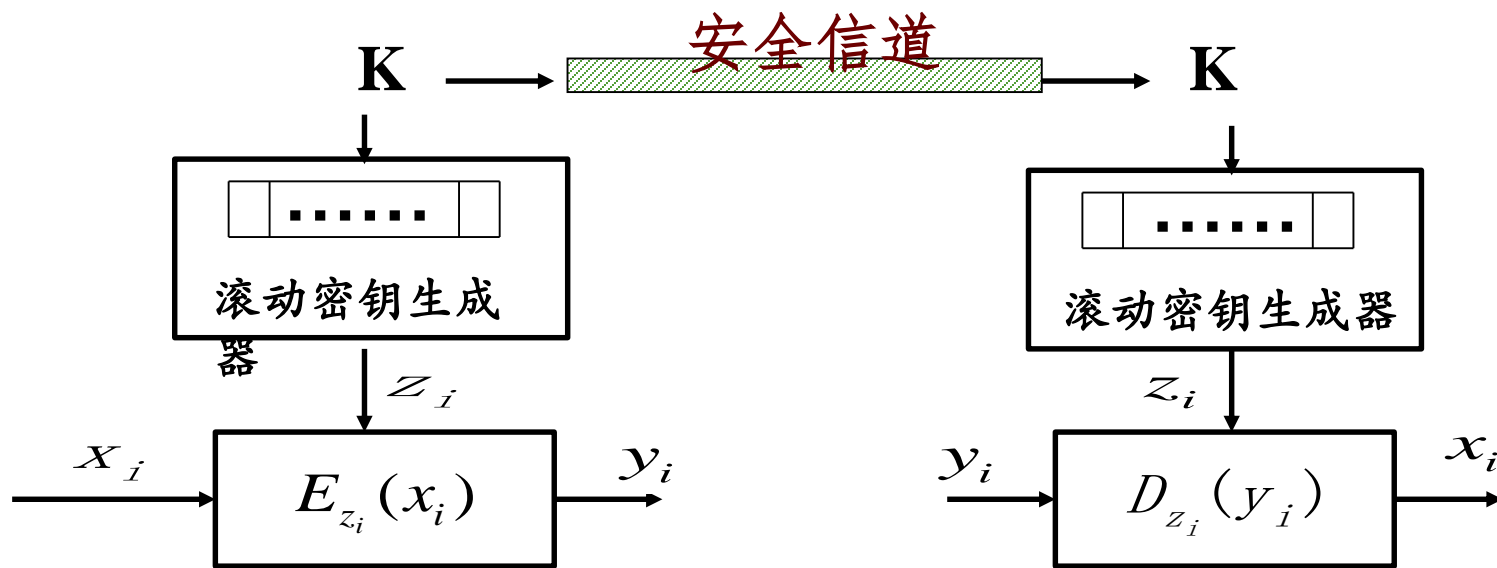 安全信道
K
K
滚动密钥生成
器
滚动密钥生成器
z_i
z_i
x_i
E_{z_i}(x_i)
y_i
y_i
D_{z_i}(y_i)
x_i